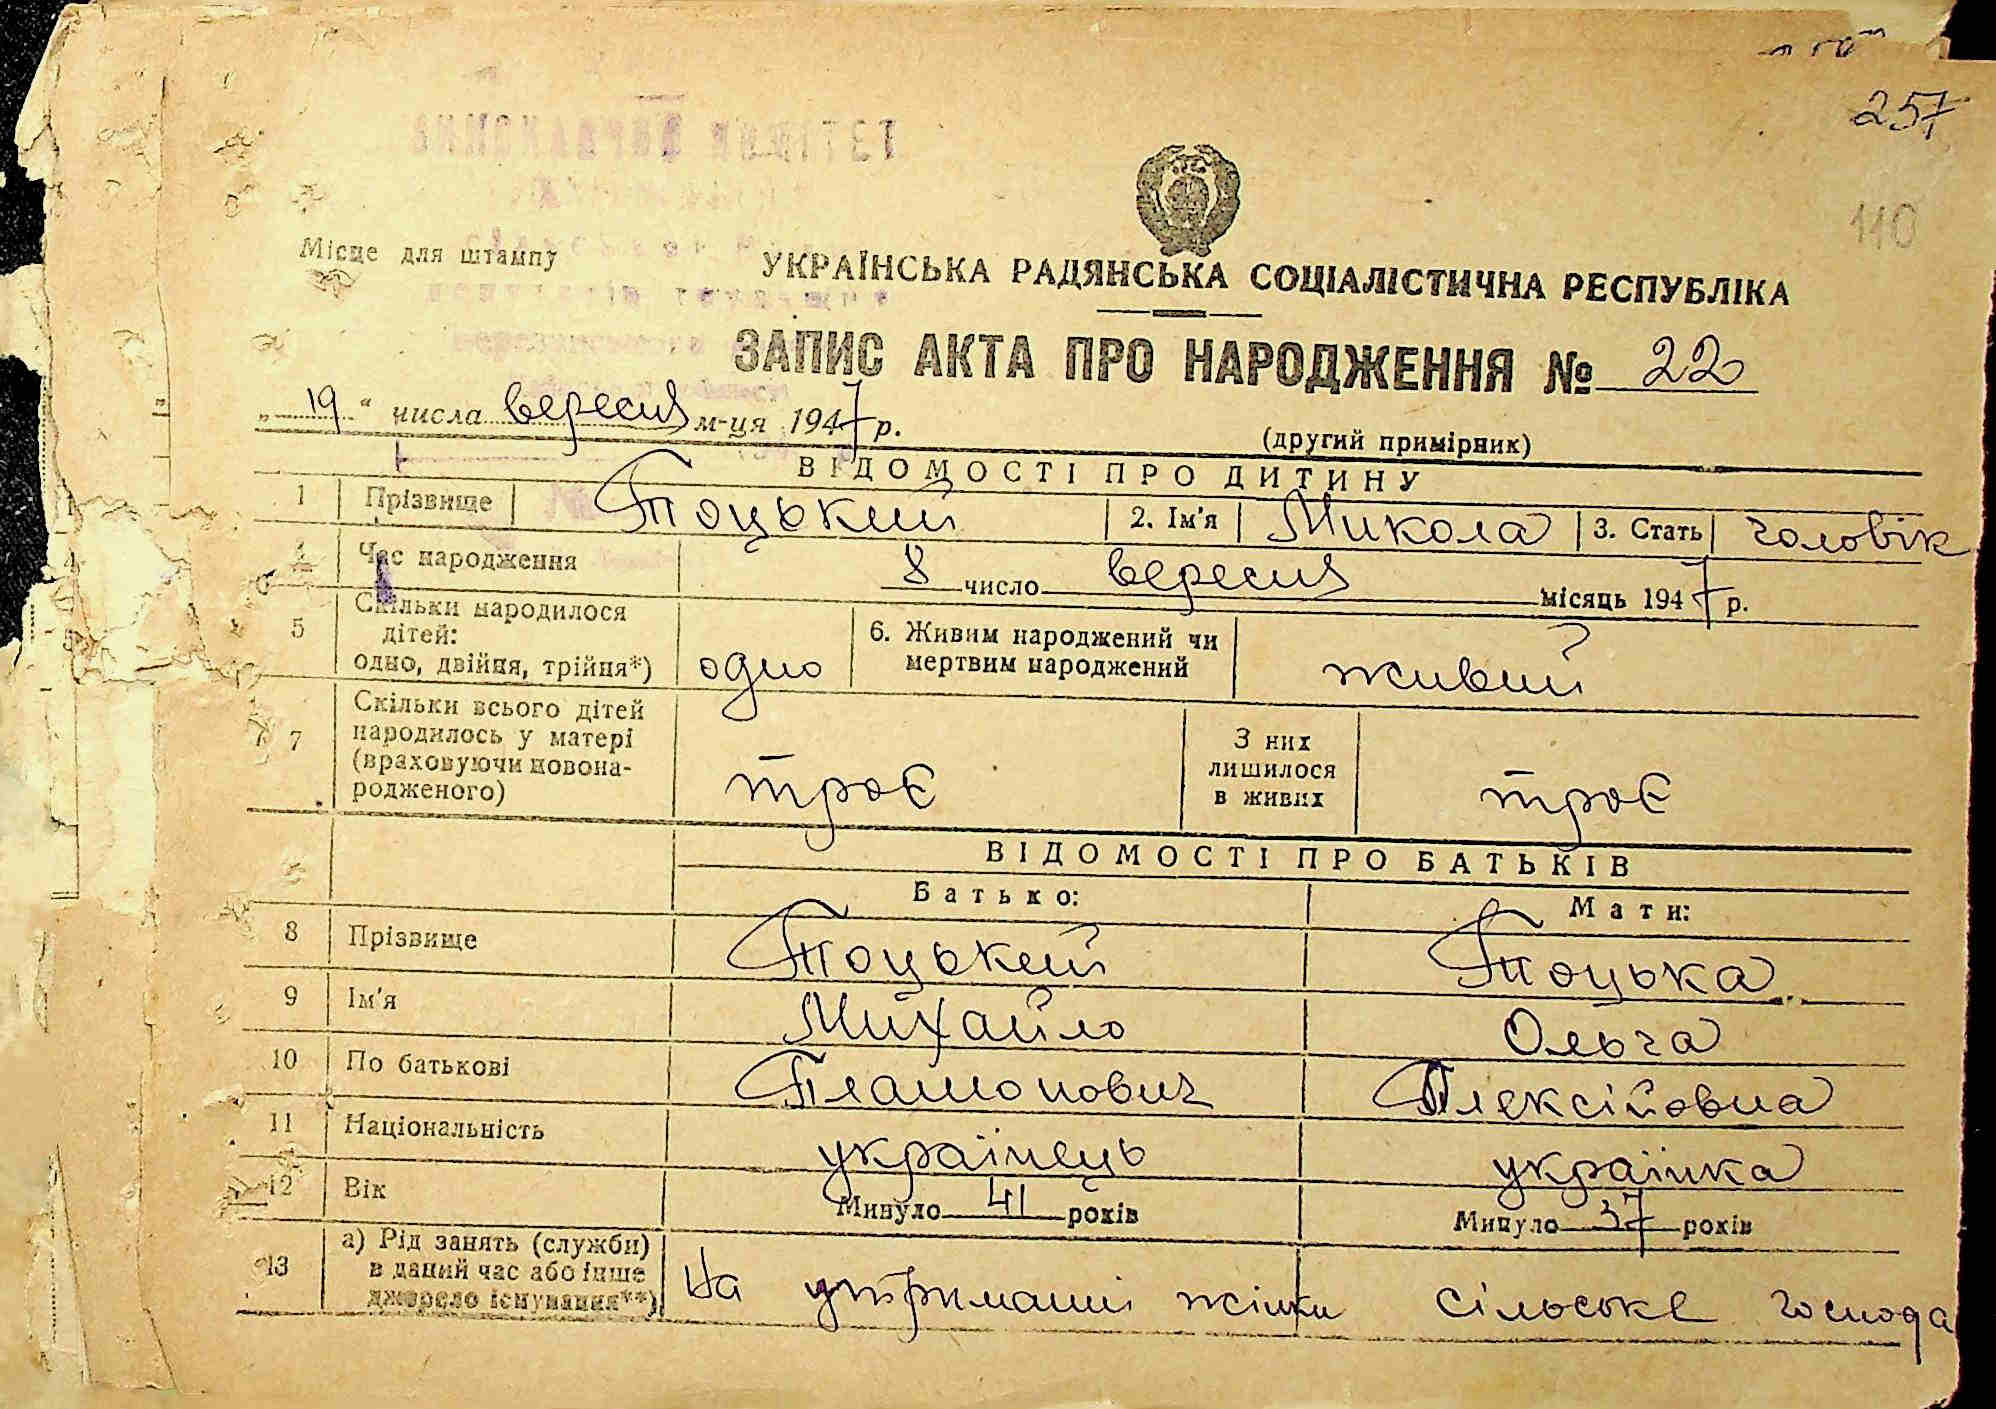 257
110
Місце для штампу
УКРАЇНСЬКА РАДЯНСЬКА СОЦІАЛІСТИЧНА РЕСПУБЛІКА
ЗАПИС АКТА ПРО НАРОДЖЕННЯ № 22
„ 19 “ числа вересня м-ця 1947 р.
(другий примірник)
ВІДОМОСТІ ПРО ДИТИНУ
1 Прізвище Тоцький 2. Ім'я Микола 3. Стать чоловік
4 Час народження 8 число вересня місяць 1947 р.
5 Скільки народилося
дітей:
одно, двійня, трійня*) одно 6. Живим народжений чи
мертвим народжений живий
7 Скільки всього дітей
народилось у матері
(враховуючи новона-
родженого) троє З них
лишилося
в живих троє
ВІДОМОСТІ ПРО БАТЬКІВ
Батько: Мати:
8 Прізвище Тоцький Тоцька
9 Ім'я Михайло Ольга
10 По батькові Платонович Олексійовна
11 Національність українець українка
12 Вік Минуло 41 років Минуло 37 років
13 а) Рід занять (служби)
в даний час або інше
джерело існування**) На утриманні жінки сільське господа